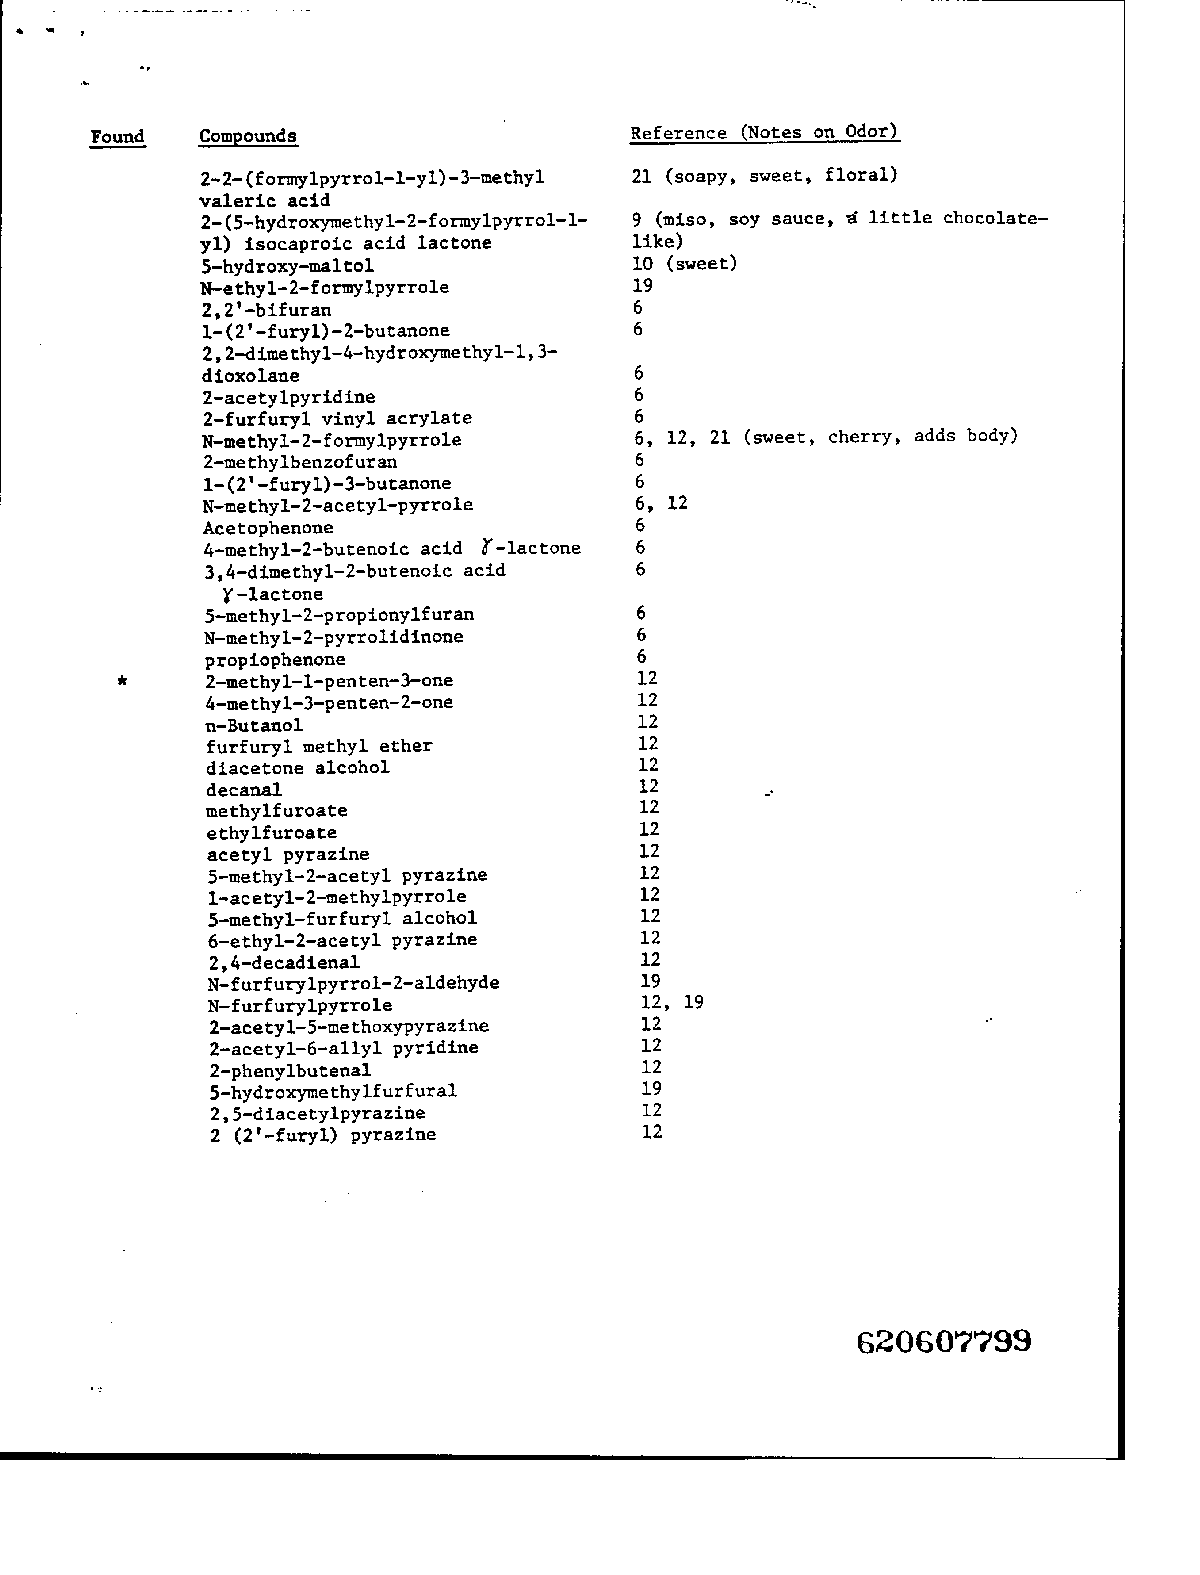 Found Compounds Reference (Notes on Odor)
2-2-(formylpyrrol-1-yl)-3-methyl 21 (soapy, sweet, floral)
valeric acid
2-(5-hydroxymethyl-2-formylpyrrol-1- 9 (miso, soy sauce, a little chocolate-
yl) isocaproic acid lactone like)
5-hydroxy-maltol 10 (sweet)
N-ethyl-2-formylpyrrole 19
2,2'-bifuran 6
1-(2'-furyl)-2-butanone 6
2,2-dimethyl-4-hydroxymethyl-1,3-
dioxolane 6
2-acetylpyridine 6
2-furfuryl vinyl acrylate 6
N-methyl-2-formylpyrrole 6, 12, 21 (sweet, cherry, adds body)
2-methylbenzofuran 6
1-(2'-furyl)-3-butanone 6
N-methyl-2-acetyl-pyrrole 6, 12
Acetophenone 6
4-methyl-2-butenoic acid γ-lactone 6
3,4-dimethyl-2-butenoic acid 6
γ-lactone
5-methyl-2-propionylfuran 6
N-methyl-2-pyrrolidinone 6
propiophenone 6
* 2-methyl-1-penten-3-one 12
4-methyl-3-penten-2-one 12
n-Butanol 12
furfuryl methyl ether 12
diacetone alcohol 12
decanal 12
methylfuroate 12
ethylfuroate 12
acetyl pyrazine 12
5-methyl-2-acetyl pyrazine 12
1-acetyl-2-methylpyrrole 12
5-methyl-furfuryl alcohol 12
6-ethyl-2-acetyl pyrazine 12
2,4-decadienal 12
N-furfurylpyrrol-2-aldehyde 19
N-furfurylpyrrole 12, 19
2-acetyl-5-methoxypyrazine 12
2-acetyl-6-allyl pyridine 12
2-phenylbutenal 12
5-hydroxymethylfurfural 19
2,5-diacetylpyrazine 12
2 (2'-furyl) pyrazine 12
620607799